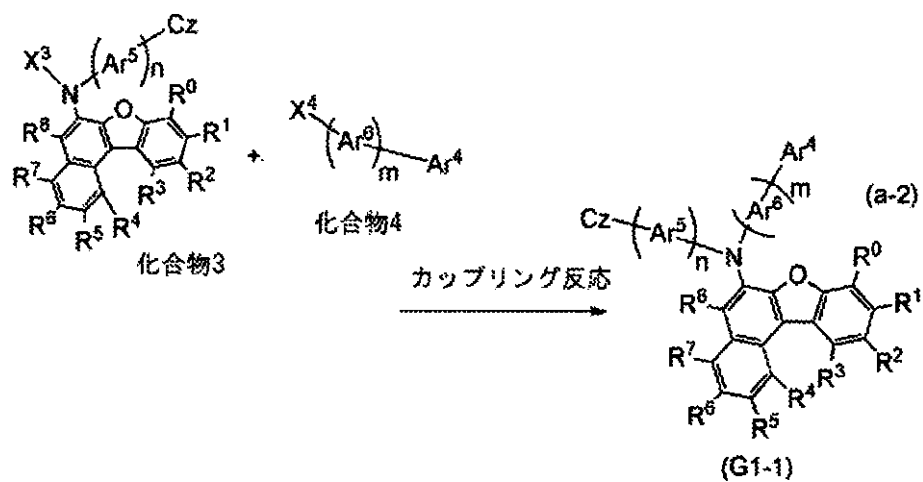 Cz
X³
Ar⁵
n
N
O
R⁰
R⁸
R¹
R⁷
R²
R³
R⁶
R⁵
R⁴
化合物3
+
X⁴
Ar⁶
m
Ar⁴
化合物4
カップリング反応
Ar⁴
m
(a-2)
Ar⁶
Cz
Ar⁵
n
N
O
R⁰
R⁸
R¹
R⁷
R²
R³
R⁶
R⁴
R⁵
(G1-1)